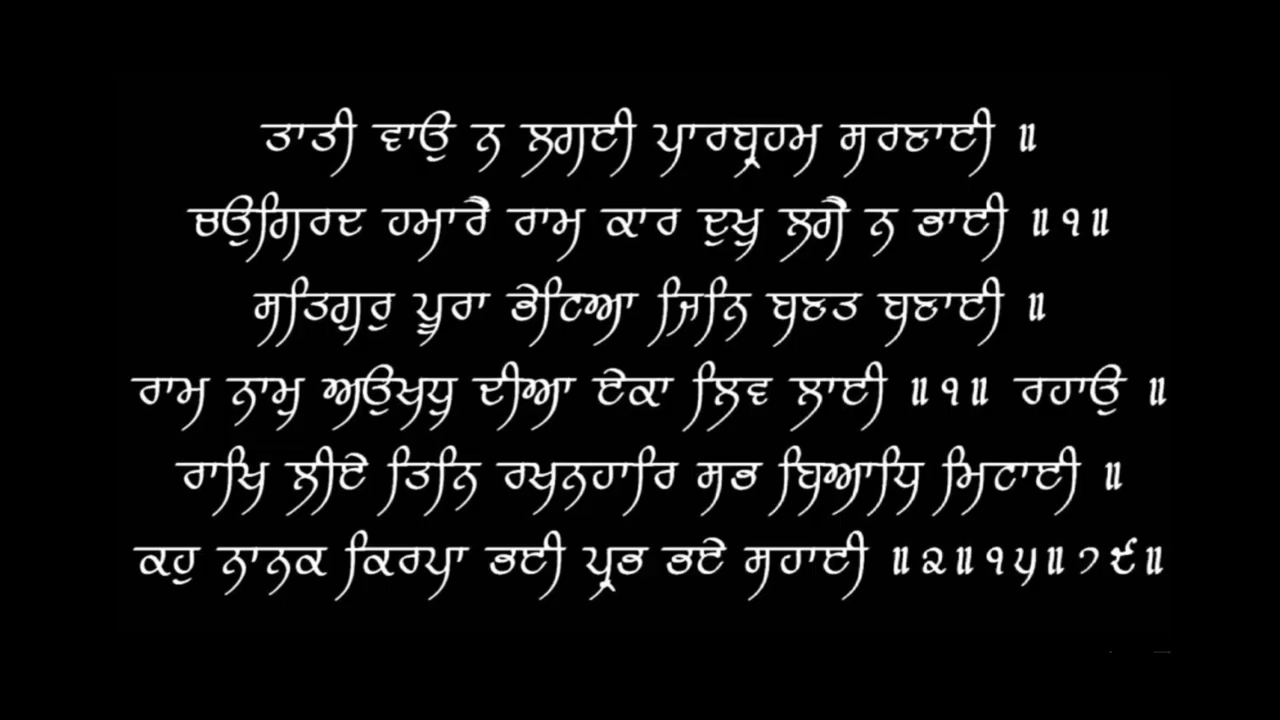 ਤਾਤੀ ਵਾਉ ਨ ਲਗਈ ਪਾਰਬ੍ਰਹਮ ਸਰਣਾਈ ॥
ਚਉਗਿਰਦ ਹਮਾਰੈ ਰਾਮ ਕਾਰ ਦੁਖੁ ਲਗੈ ਨ ਭਾਈ ॥੧॥
ਸਤਿਗੁਰੁ ਪੂਰਾ ਭੇਟਿਆ ਜਿਨਿ ਬਣਤ ਬਣਾਈ ॥
ਰਾਮ ਨਾਮੁ ਅਉਖਧੁ ਦੀਆ ਏਕਾ ਲਿਵ ਲਾਈ ॥੧॥ ਰਹਾਉ ॥
ਰਾਖਿ ਲੀਏ ਤਿਨਿ ਰਖਨਹਾਰਿ ਸਭ ਬਿਆਧਿ ਮਿਟਾਈ ॥
ਕਹੁ ਨਾਨਕ ਕਿਰਪਾ ਭਈ ਪ੍ਰਭ ਭਏ ਸਹਾਈ ॥੨॥੧੫॥੭੯॥